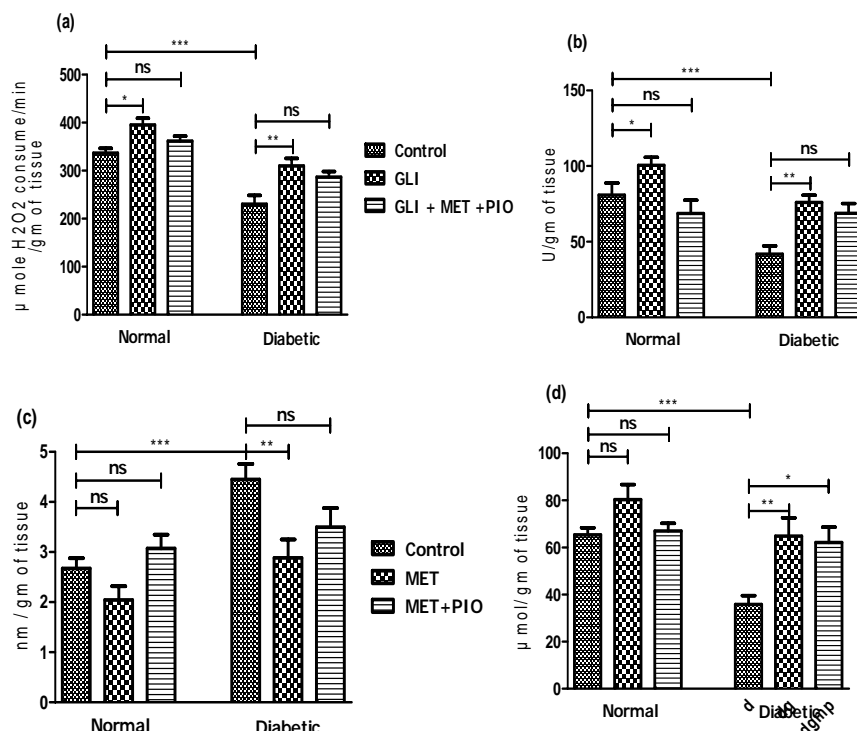 (a)
***
ns
*
ns
**
μ mole H2O2 consume/min
/gm of tissue
500
400
300
200
100
0
Normal
Diabetic
Control
GLI
GLI + MET +PIO
(b)
***
ns
*
ns
**
U/gm of tissue
150
100
50
0
Normal
Diabetic
(c)
ns
***
**
ns
ns
nm / gm of tissue
5
4
3
2
1
0
Normal
Diabetic
Control
MET
MET+PIO
(d)
***
ns
ns
*
**
μ mol/gm of tissue
100
80
60
40
20
0
Normal
Diabetic
d
dg
dgmp